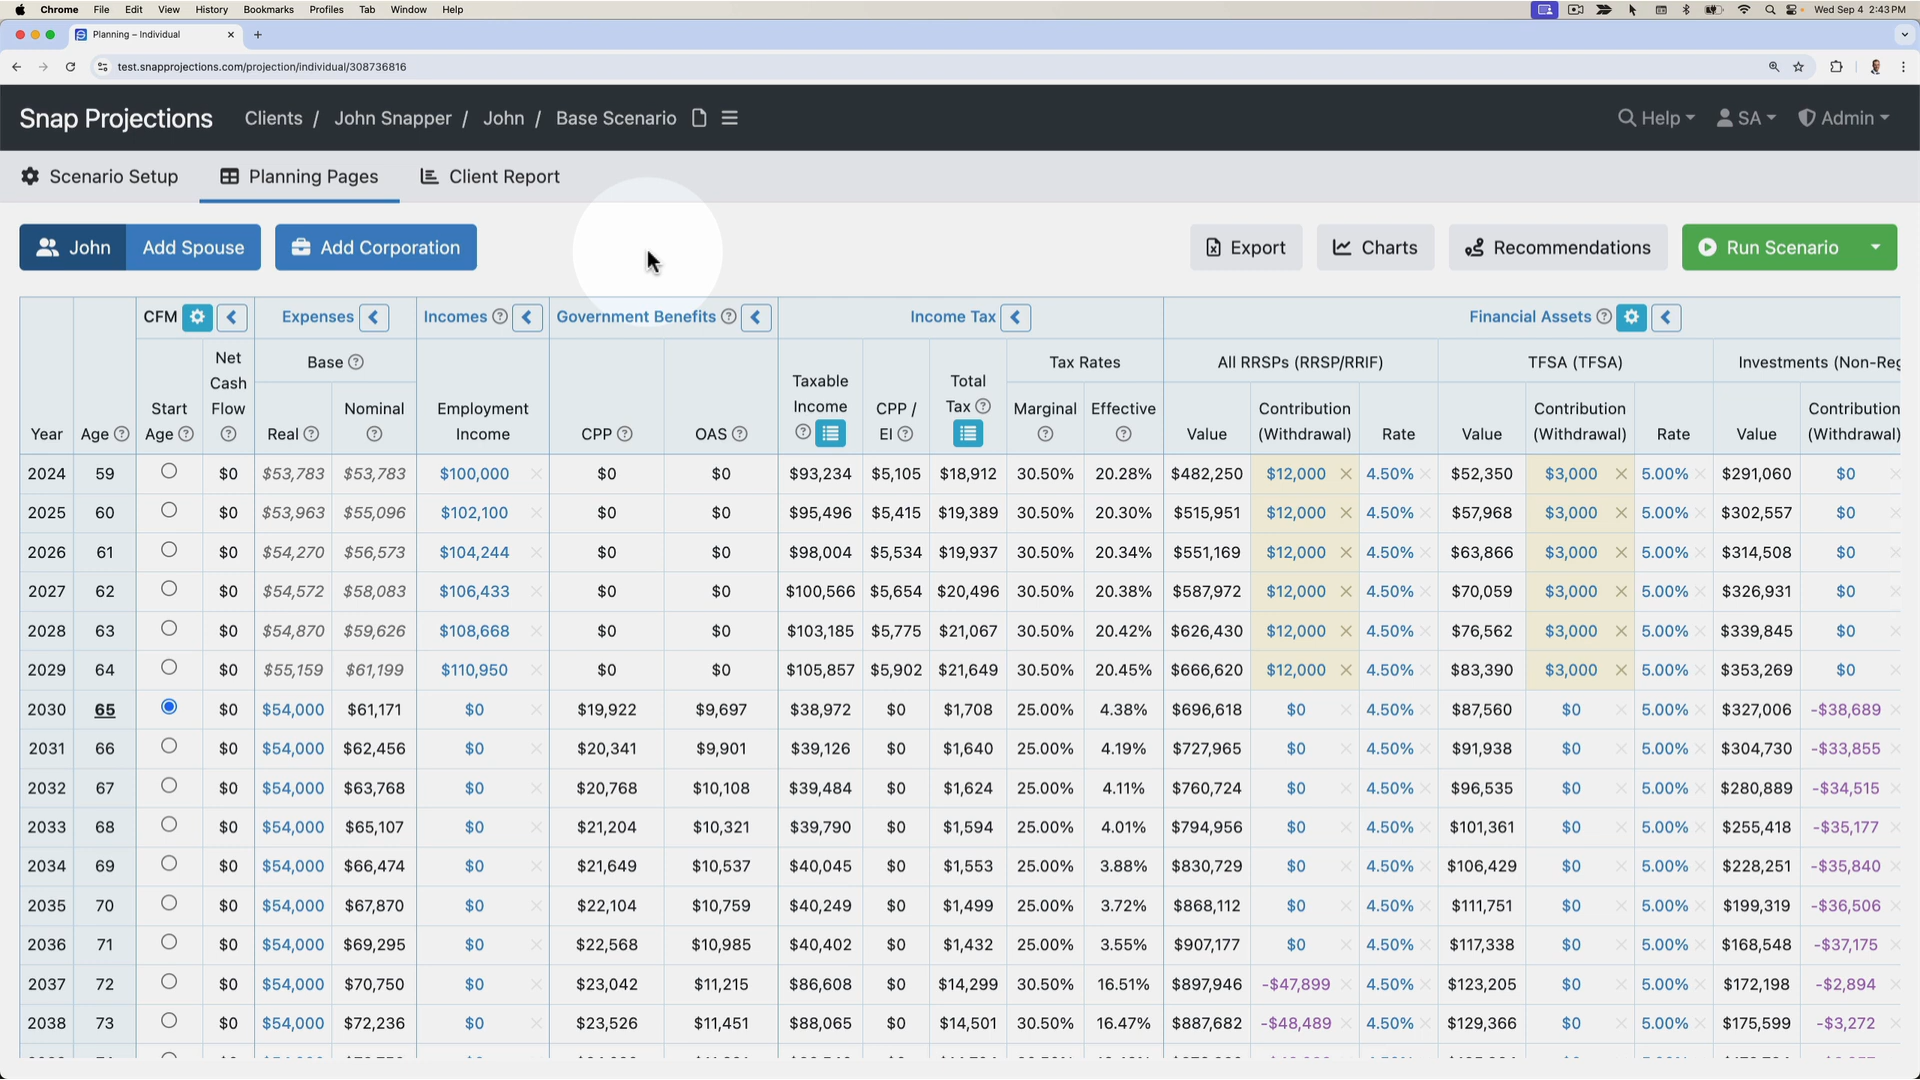 Chrome File Edit View History Bookmarks Profiles Tab Window Help Wed Sep 4 2:43 PM
Planning – Individual
test.snapprojections.com/projection/individual/308736816
Snap Projections Clients / John Snapper / John / Base Scenario Help SA Admin
Scenario Setup Planning Pages Client Report
John Add Spouse Add Corporation Export Charts Recommendations Run Scenario
CFM Expenses Incomes Government Benefits Income Tax Financial Assets
Base Tax Rates All RRSPs (RRSP/RRIF) TFSA (TFSA) Investments (Non-Reg
Year Age Start Age Net Cash Flow Real Nominal Employment Income CPP OAS Taxable Income CPP / EI Total Tax Marginal Effective Value Contribution (Withdrawal) Rate Value Contribution (Withdrawal) Rate Value Contribution (Withdrawal)
2024 59 $0 $53,783 $53,783 $100,000 $0 $0 $93,234 $5,105 $18,912 30.50% 20.28% $482,250 $12,000 4.50% $52,350 $3,000 5.00% $291,060 $0
2025 60 $0 $53,963 $55,096 $102,100 $0 $0 $95,496 $5,415 $19,389 30.50% 20.30% $515,951 $12,000 4.50% $57,968 $3,000 5.00% $302,557 $0
2026 61 $0 $54,270 $56,573 $104,244 $0 $0 $98,004 $5,534 $19,937 30.50% 20.34% $551,169 $12,000 4.50% $63,866 $3,000 5.00% $314,508 $0
2027 62 $0 $54,572 $58,083 $106,433 $0 $0 $100,566 $5,654 $20,496 30.50% 20.38% $587,972 $12,000 4.50% $70,059 $3,000 5.00% $326,931 $0
2028 63 $0 $54,870 $59,626 $108,668 $0 $0 $103,185 $5,775 $21,067 30.50% 20.42% $626,430 $12,000 4.50% $76,562 $3,000 5.00% $339,845 $0
2029 64 $0 $55,159 $61,199 $110,950 $0 $0 $105,857 $5,902 $21,649 30.50% 20.45% $666,620 $12,000 4.50% $83,390 $3,000 5.00% $353,269 $0
2030 65 $0 $54,000 $61,171 $0 $19,922 $9,697 $38,972 $0 $1,708 25.00% 4.38% $696,618 $0 4.50% $87,560 $0 5.00% $327,006 -$38,689
2031 66 $0 $54,000 $62,456 $0 $20,341 $9,901 $39,126 $0 $1,640 25.00% 4.19% $727,965 $0 4.50% $91,938 $0 5.00% $304,730 -$33,855
2032 67 $0 $54,000 $63,768 $0 $20,768 $10,108 $39,484 $0 $1,624 25.00% 4.11% $760,724 $0 4.50% $96,535 $0 5.00% $280,889 -$34,515
2033 68 $0 $54,000 $65,107 $0 $21,204 $10,321 $39,790 $0 $1,594 25.00% 4.01% $794,956 $0 4.50% $101,361 $0 5.00% $255,418 -$35,177
2034 69 $0 $54,000 $66,474 $0 $21,649 $10,537 $40,045 $0 $1,553 25.00% 3.88% $830,729 $0 4.50% $106,429 $0 5.00% $228,251 -$35,840
2035 70 $0 $54,000 $67,870 $0 $22,104 $10,759 $40,249 $0 $1,499 25.00% 3.72% $868,112 $0 4.50% $111,751 $0 5.00% $199,319 -$36,506
2036 71 $0 $54,000 $69,295 $0 $22,568 $10,985 $40,402 $0 $1,432 25.00% 3.55% $907,177 $0 4.50% $117,338 $0 5.00% $168,548 -$37,175
2037 72 $0 $54,000 $70,750 $0 $23,042 $11,215 $86,608 $0 $14,299 30.50% 16.51% $897,946 -$47,899 4.50% $123,205 $0 5.00% $172,198 -$2,894
2038 73 $0 $54,000 $72,236 $0 $23,526 $11,451 $88,065 $0 $14,501 30.50% 16.47% $887,682 -$48,489 4.50% $129,366 $0 5.00% $175,599 -$3,272